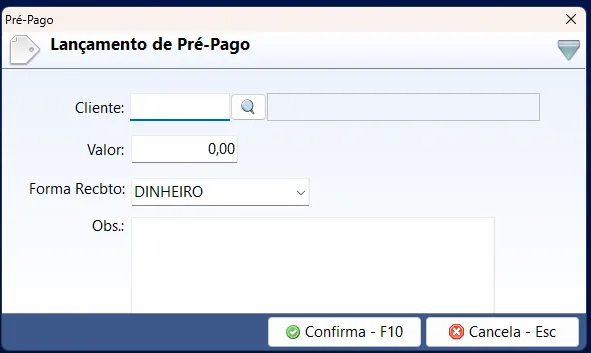 Pré-Pago
Lançamento de Pré-Pago
Cliente:
Valor: 0,00
Forma Recbto: DINHEIRO
Obs.:
Confirma - F10 Cancela - Esc